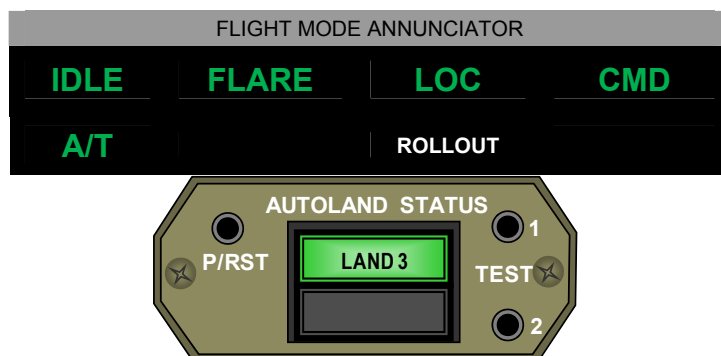 FLIGHT MODE ANNUNCIATOR
IDLE FLARE LOC CMD
A/T ROLLOUT
AUTOLAND STATUS
1
P/RST LAND 3 TEST
2